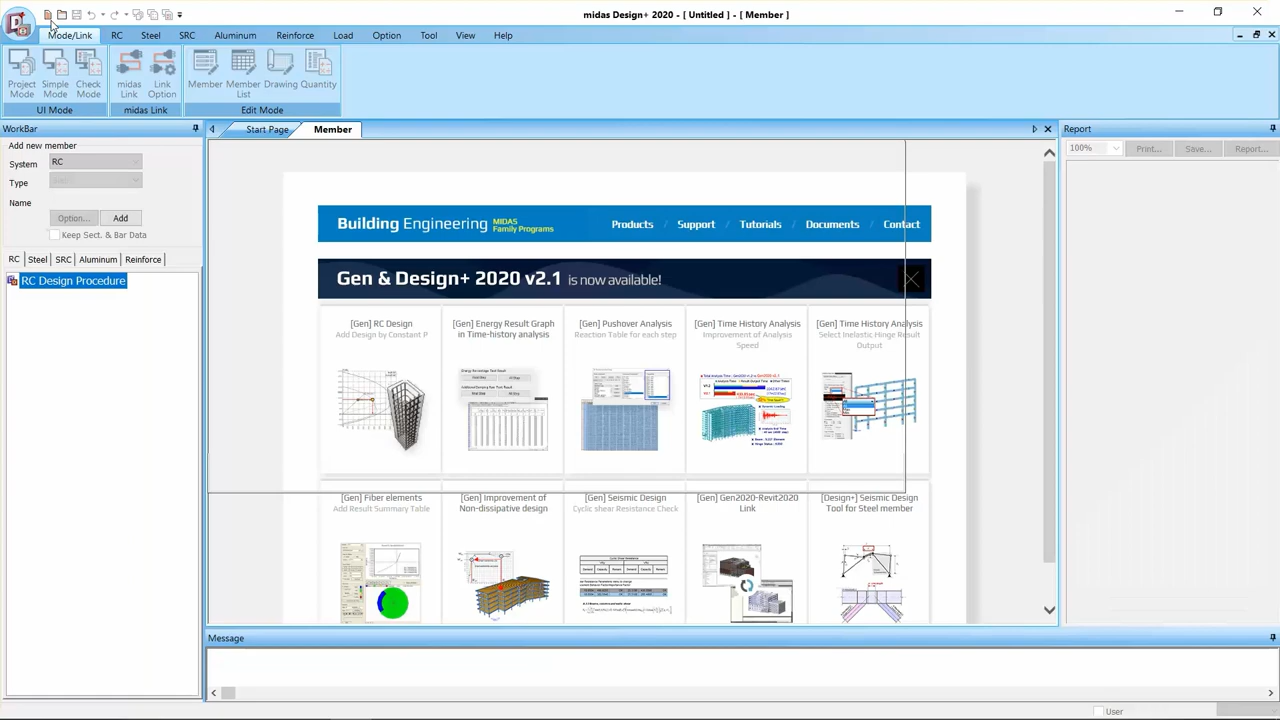 midas Design+ 2020 - [ Untitled ] - [ Member ]
Mode/Link RC Steel SRC Aluminum Reinforce Load Option Tool View Help
Project Mode
Simple Mode
Check Mode
midas Link
Link Option
Member
Member List
Drawing
Quantity
UI Mode midas Link Edit Mode
WorkBar
Add new member
System RC
Type
Name
Option... Add
Keep Sect. & Bar Data
RC Steel SRC Aluminum Reinforce
RC Design Procedure
Start Page Member
Building Engineering MIDAS Family Programs
Products / Support / Tutorials / Documents / Contact
Gen & Design+ 2020 v2.1 is now available!
[Gen] RC Design
Add Design by Constant P
[Gen] Energy Result Graph
in Time-history analysis
[Gen] Pushover Analysis
Reaction Table for each step
[Gen] Time History Analysis
Improvement of Analysis
Speed
[Gen] Time History Analysis
Select Inelastic Hinge Result
Output
[Gen] Fiber elements
Add Result Summary Table
[Gen] Improvement of
Non-dissipative design
[Gen] Seismic Design
Cyclic shear Resistance Check
[Gen] Gen2020-Revit2020
Link
[Design+] Seismic Design
Tool for Steel member
Report
100% Print... Save... Report...
Message
User